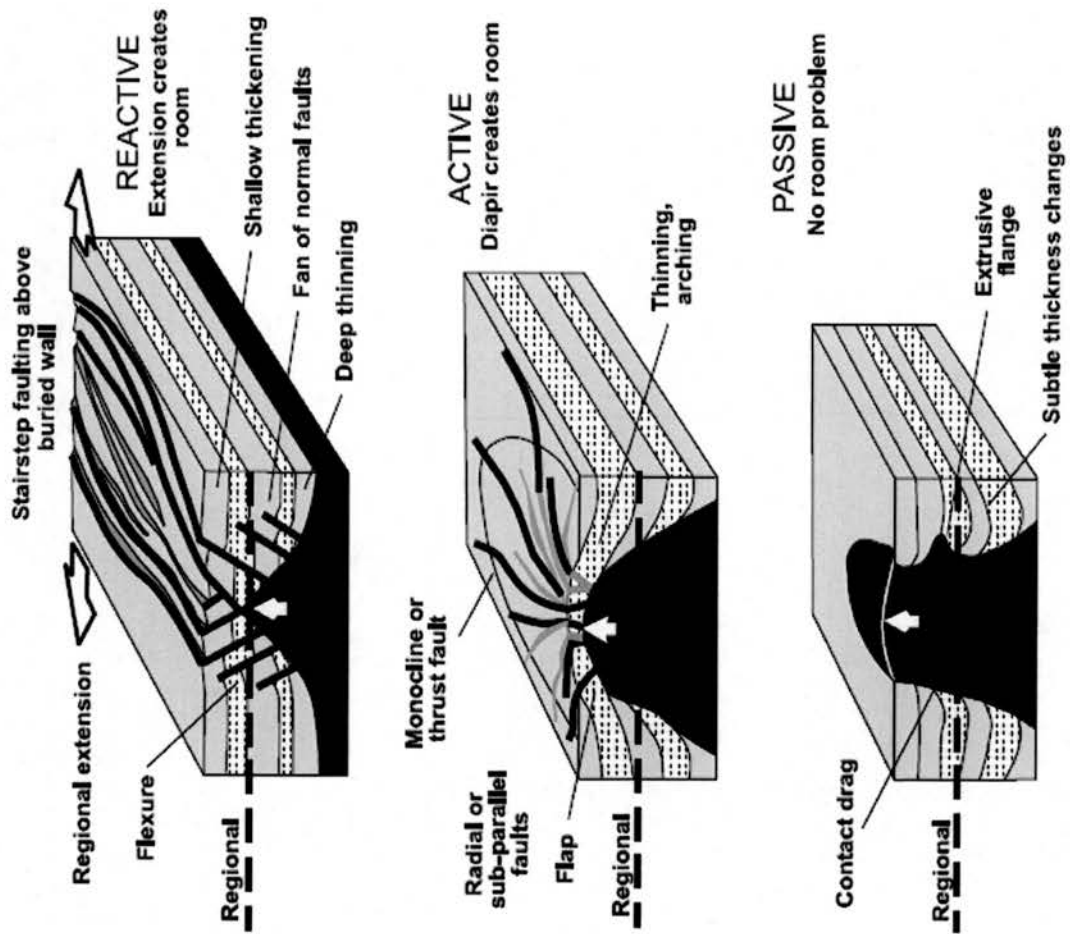 Stairstep faulting above
buried wall
Regional extension
REACTIVE
Extension creates
room
Flexure
Shallow thickening
Fan of normal faults
Regional
Deep thinning
Monocline or
thrust fault
ACTIVE
Diapir creates room
Radial or
sub-parallel
faults
Flap
Thinning,
arching
Regional
PASSIVE
No room problem
Contact drag
Extrusive
flange
Regional
Subtle thickness changes